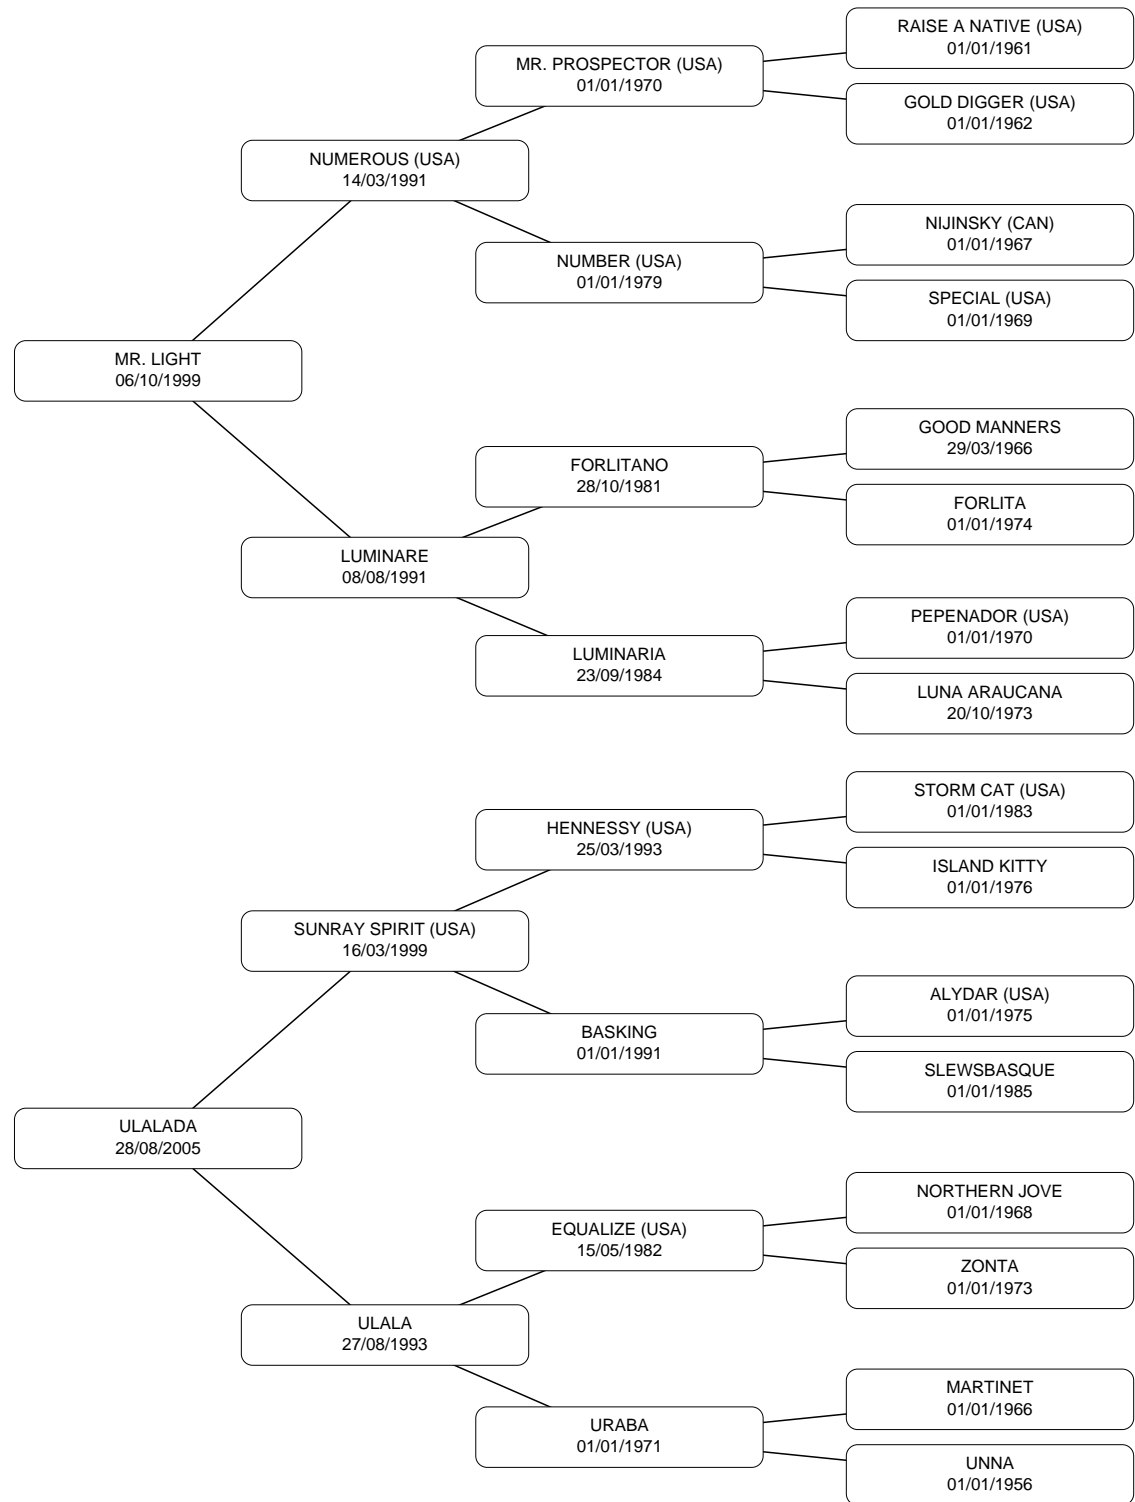 RAISE A NATIVE (USA)
01/01/1961
MR. PROSPECTOR (USA)
01/01/1970
GOLD DIGGER (USA)
01/01/1962
NUMEROUS (USA)
14/03/1991
NIJINSKY (CAN)
01/01/1967
NUMBER (USA)
01/01/1979
SPECIAL (USA)
01/01/1969
MR. LIGHT
06/10/1999
GOOD MANNERS
29/03/1966
FORLITANO
28/10/1981
FORLITA
01/01/1974
LUMINARE
08/08/1991
PEPENADOR (USA)
01/01/1970
LUMINARIA
23/09/1984
LUNA ARAUCANA
20/10/1973
STORM CAT (USA)
01/01/1983
HENNESSY (USA)
25/03/1993
ISLAND KITTY
01/01/1976
SUNRAY SPIRIT (USA)
16/03/1999
ALYDAR (USA)
01/01/1975
BASKING
01/01/1991
SLEWSBASQUE
01/01/1985
ULALADA
28/08/2005
NORTHERN JOVE
01/01/1968
EQUALIZE (USA)
15/05/1982
ZONTA
01/01/1973
ULALA
27/08/1993
MARTINET
01/01/1966
URABA
01/01/1971
UNNA
01/01/1956